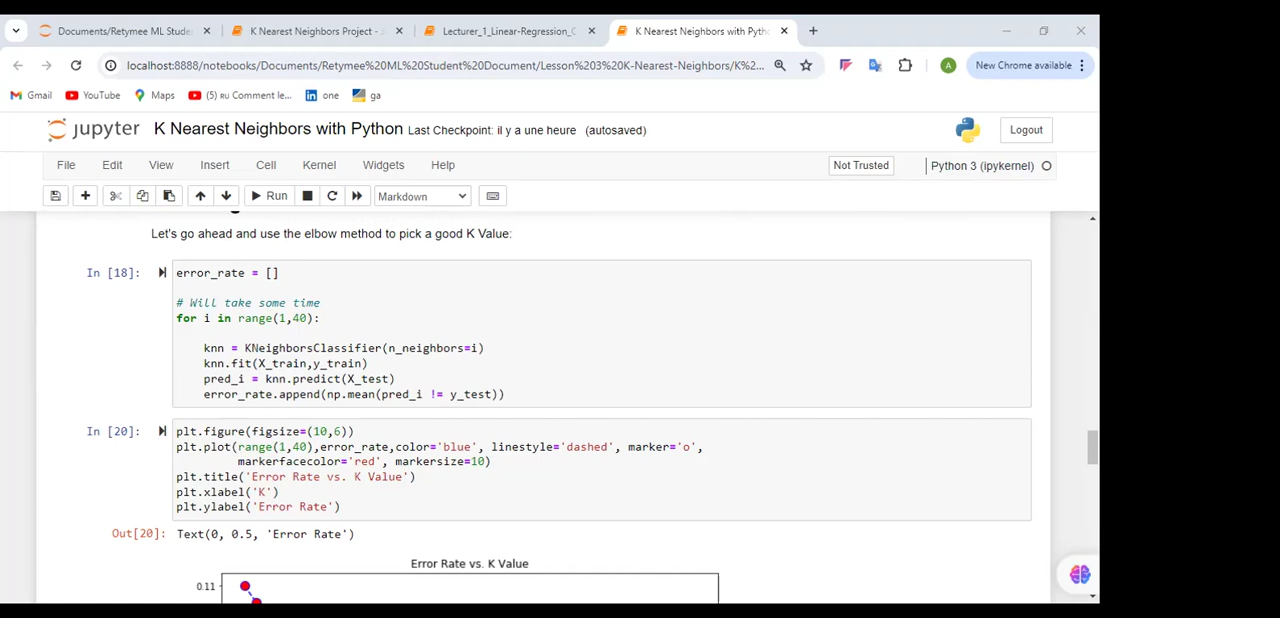 Documents/Retymee ML Stude
K Nearest Neighbors Project -
Lecturer_1_Linear-Regression_C
K Nearest Neighbors with Pytho
localhost:8888/notebooks/Documents/Retymee%20ML%20Student%20Document/Lesson%203%20K-Nearest-Neighbors/K%2...
A
New Chrome available
Gmail
YouTube
Maps
(5) ช่น Comment le...
one
ga
jupyter
K Nearest Neighbors with Python Last Checkpoint: il y a une heure (autosaved)
Logout
File Edit View Insert Cell Kernel Widgets Help
Not Trusted
Python 3 (ipykernel)
Run
Markdown
Let's go ahead and use the elbow method to pick a good K Value:
In [18]:
error_rate = []
# Will take some time
for i in range(1,40):
knn = KNeighborsClassifier(n_neighbors=i)
knn.fit(X_train,y_train)
pred_i = knn.predict(X_test)
error_rate.append(np.mean(pred_i != y_test))
In [20]:
plt.figure(figsize=(10,6))
plt.plot(range(1,40),error_rate,color='blue', linestyle='dashed', marker='o',
markerfacecolor='red', markersize=10)
plt.title('Error Rate vs. K Value')
plt.xlabel('K')
plt.ylabel('Error Rate')
Out[20]: Text(0, 0.5, 'Error Rate')
Error Rate vs. K Value
0.11